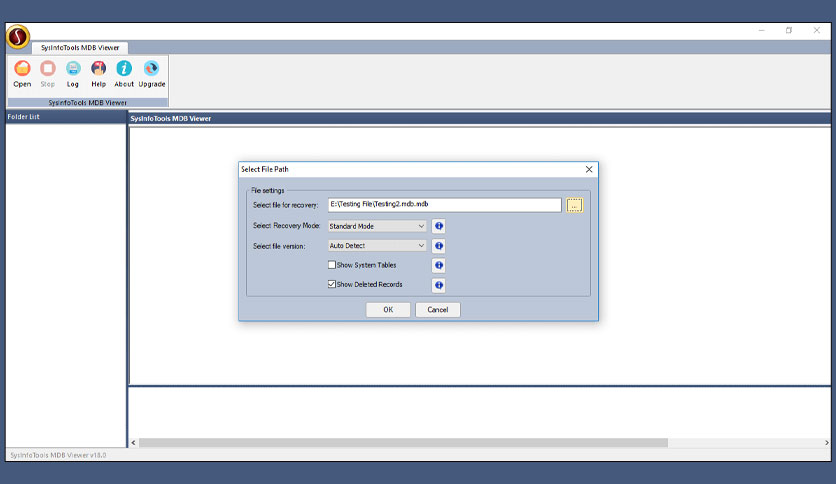 SysInfoTools MDB Viewer
Open Stop Log Help About Upgrade
SysInfoTools MDB Viewer
Folder List
SysInfoTools MDB Viewer
Select File Path
File settings
Select file for recovery: E:\Testing File\Testing2.mdb.mdb ...
Select Recovery Mode: Standard Mode
Select file version: Auto Detect
Show System Tables
Show Deleted Records
OK Cancel
SysInfoTools MDB Viewer v18.0